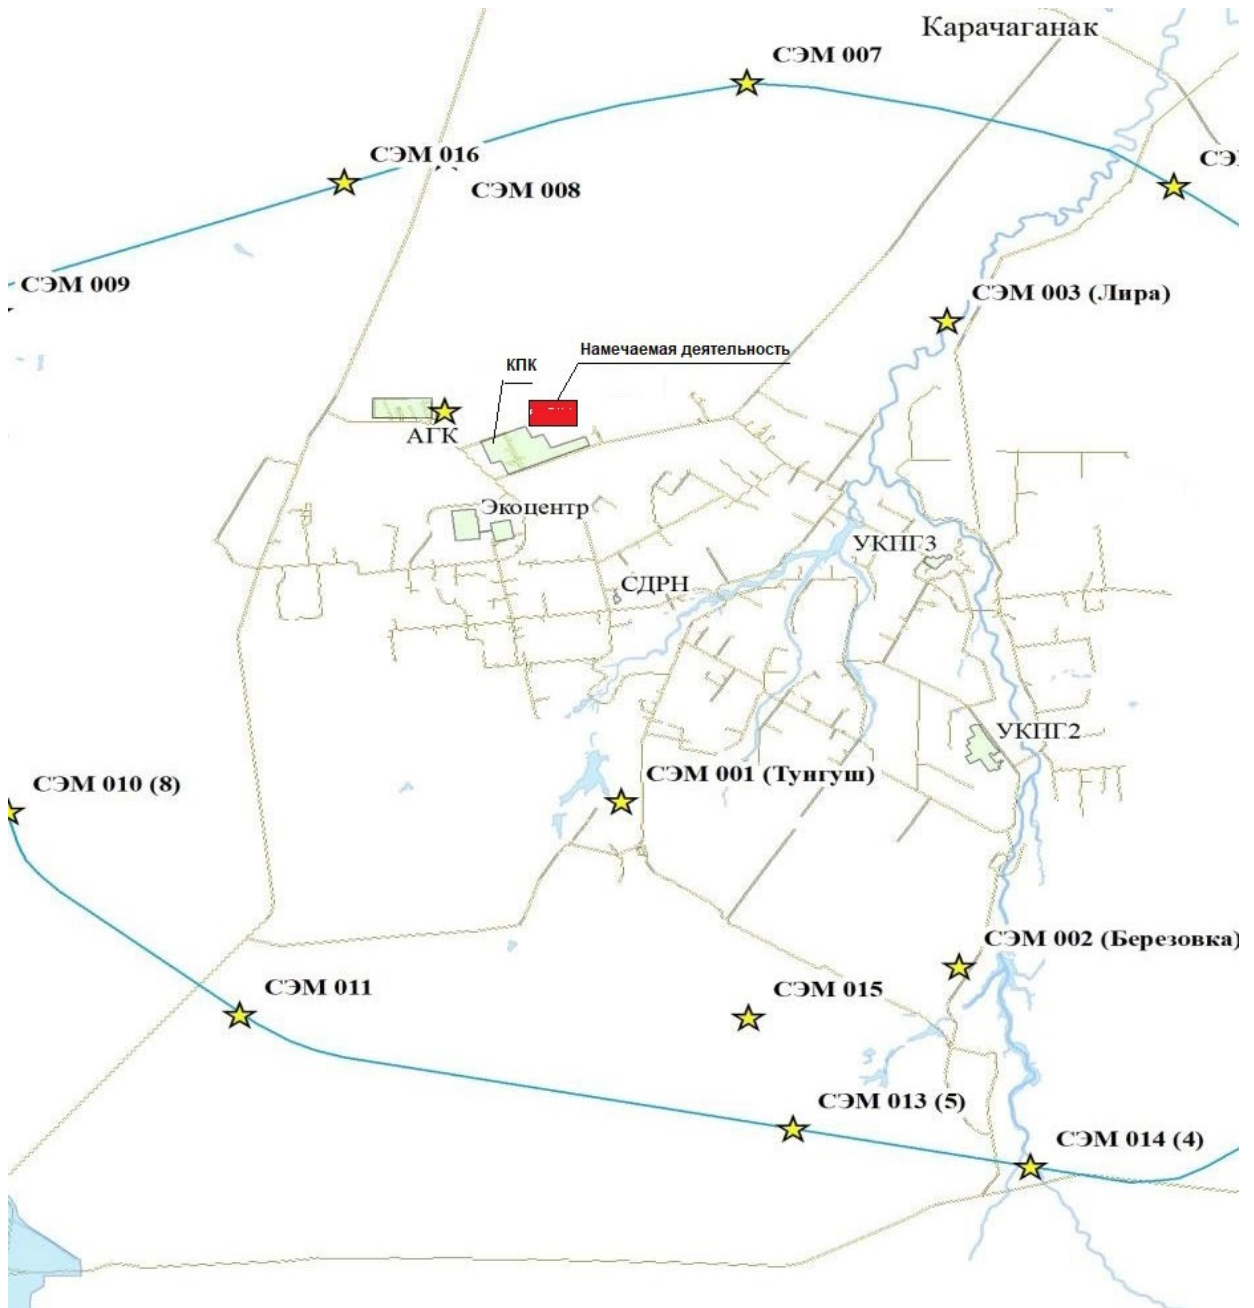 Карачаганак
СЭМ 007
СЭМ 016
СЭМ 008
СЭМ 009
СЭМ 003 (Лира)
Намечаемая деятельность
КПК
АГК
Экоцентр
УКПГ3
СДРН
УКПГ2
СЭМ 001 (Тунгуш)
СЭМ 010 (8)
СЭМ 002 (Березовка)
СЭМ 011
СЭМ 015
СЭМ 013 (5)
СЭМ 014 (4)